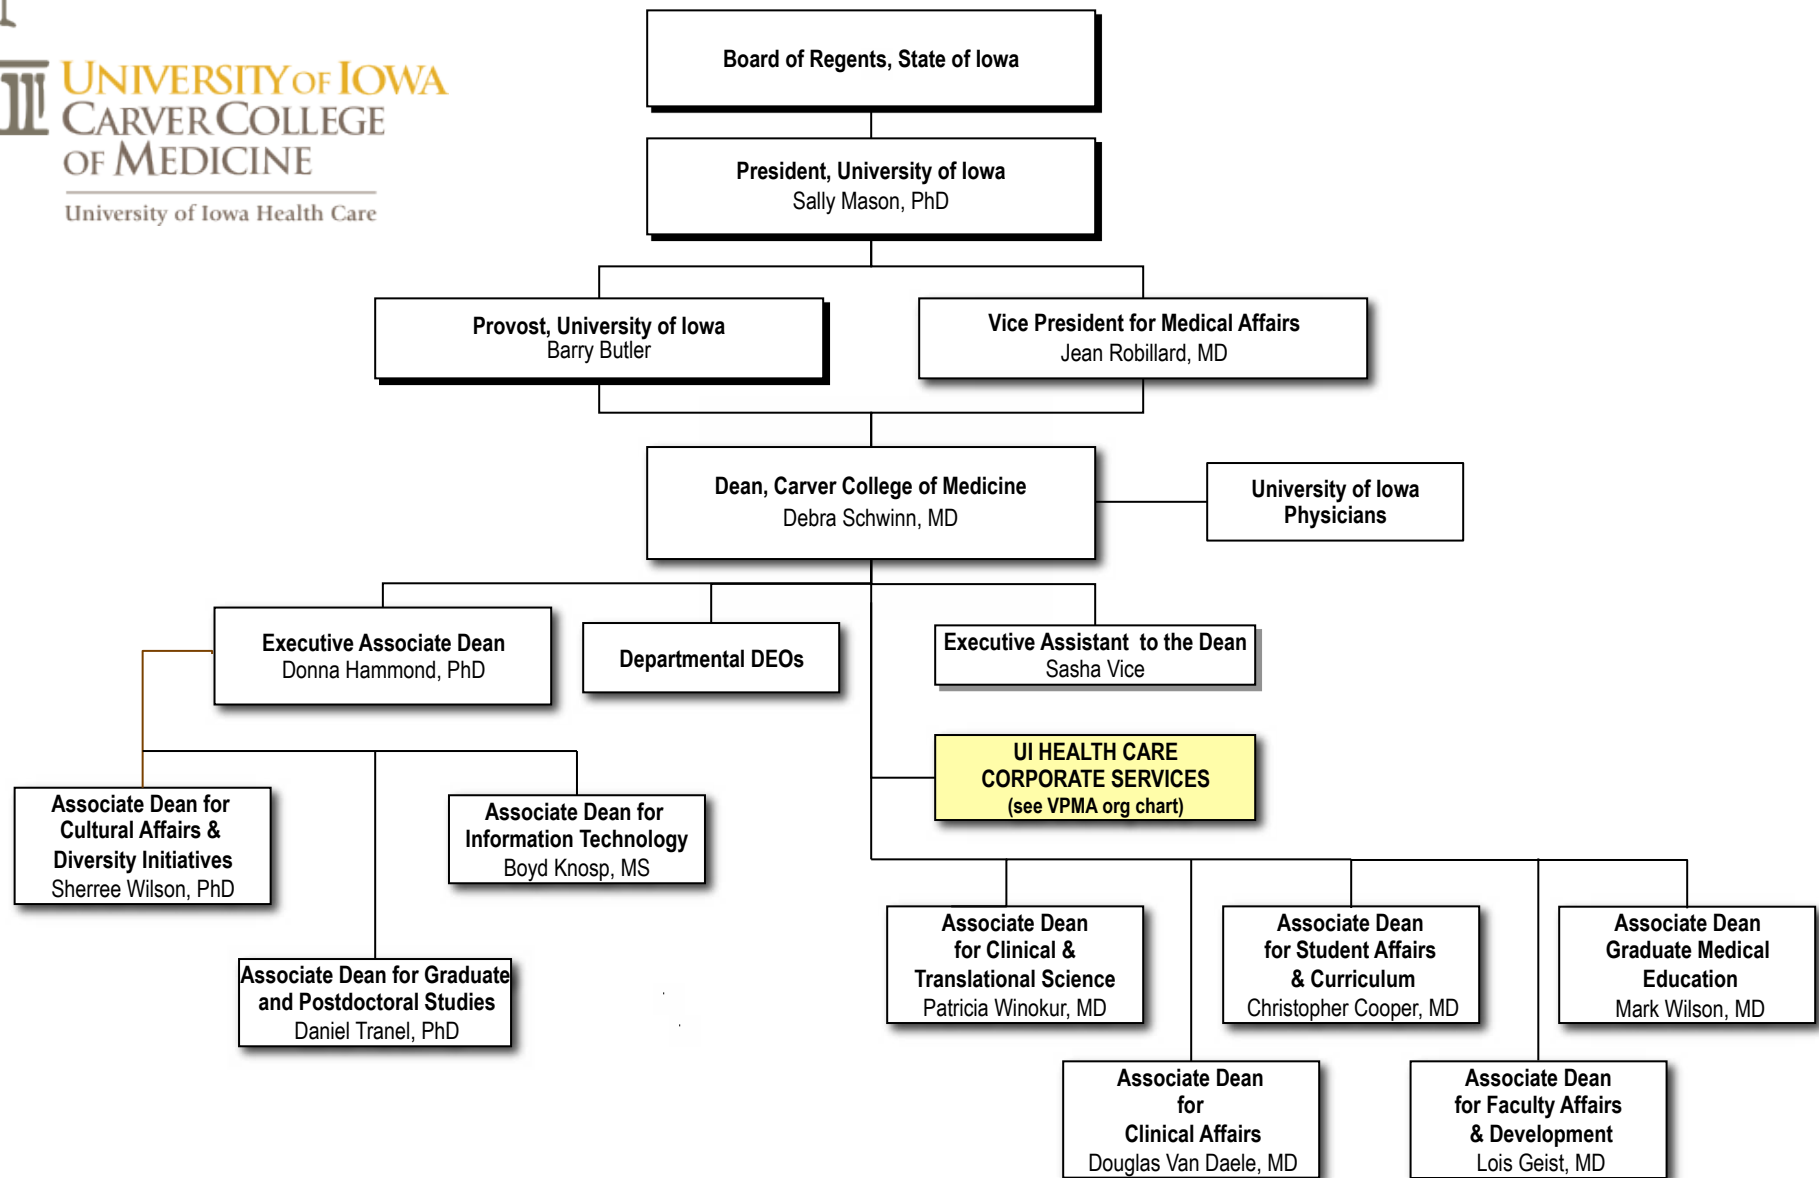 UNIVERSITY OF IOWA
CARVER COLLEGE
OF MEDICINE
University of Iowa Health Care
Board of Regents, State of Iowa
President, University of Iowa
Sally Mason, PhD
Provost, University of Iowa
Barry Butler
Vice President for Medical Affairs
Jean Robillard, MD
Dean, Carver College of Medicine
Debra Schwinn, MD
University of Iowa
Physicians
Executive Associate Dean
Donna Hammond, PhD
Departmental DEOs
Executive Assistant to the Dean
Sasha Vice
UI HEALTH CARE
CORPORATE SERVICES
(see VPMA org chart)
Associate Dean for
Cultural Affairs &
Diversity Initiatives
Sherree Wilson, PhD
Associate Dean for
Information Technology
Boyd Knosp, MS
Associate Dean for Graduate
and Postdoctoral Studies
Daniel Tranel, PhD
Associate Dean
for Clinical &
Translational Science
Patricia Winokur, MD
Associate Dean
for Student Affairs
& Curriculum
Christopher Cooper, MD
Associate Dean
Graduate Medical
Education
Mark Wilson, MD
Associate Dean
for
Clinical Affairs
Douglas Van Daele, MD
Associate Dean
for Faculty Affairs
& Development
Lois Geist, MD